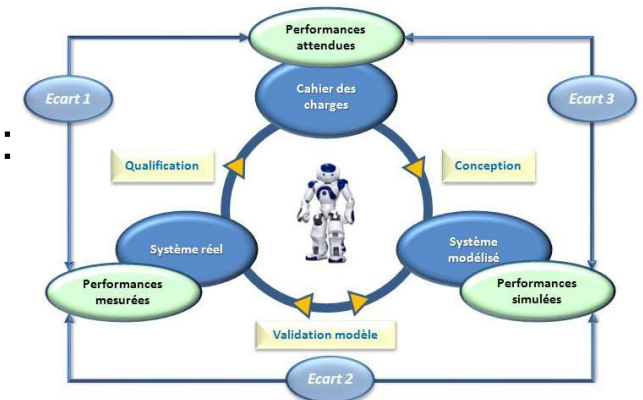 Performances
attendues
Cahier des
charges
Ecart 1
Ecart 3
:
Qualification
Conception
Système réel
Système
modélisé
Performances
mesurées
Performances
simulées
Validation modèle
Ecart 2